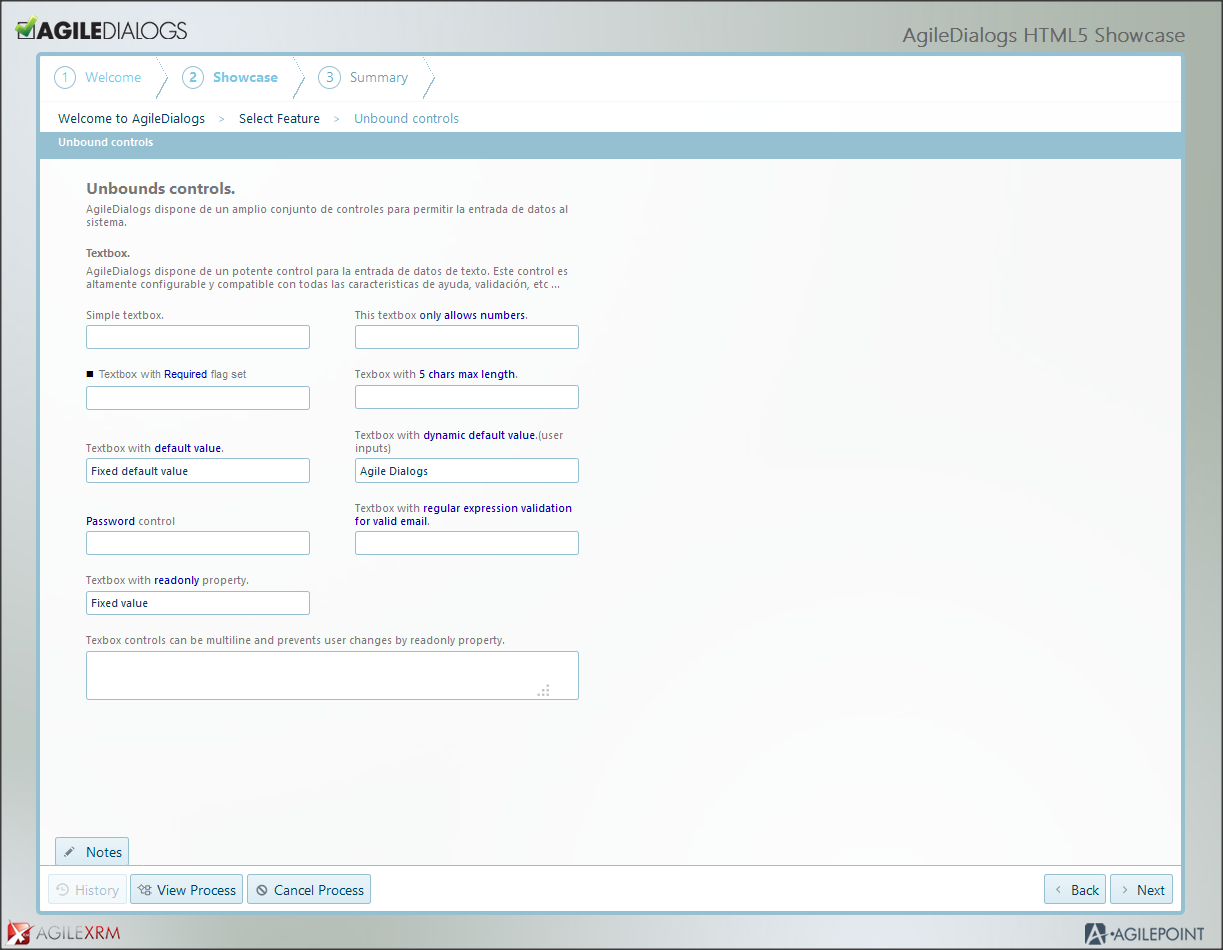 AGILEDIALOGS
AgileDialogs HTML5 Showcase
1 Welcome 2 Showcase 3 Summary
Welcome to AgileDialogs > Select Feature > Unbound controls
Unbound controls
Unbounds controls.
AgileDialogs dispone de un amplio conjunto de controles para permitir la entrada de datos al
sistema.
Textbox.
AgileDialogs dispone de un potente control para la entrada de datos de texto. Este control es
altamente configurable y compatible con todas las caracteristicas de ayuda, validación, etc ...
Simple textbox.
This textbox only allows numbers.
Textbox with Required flag set
Texbox with 5 chars max length.
Textbox with default value.
Fixed default value
Textbox with dynamic default value.(user
inputs)
Agile Dialogs
Password control
Textbox with regular expression validation
for valid email.
Textbox with readonly property.
Fixed value
Texbox controls can be multiline and prevents user changes by readonly property.
Notes
History View Process Cancel Process
< Back > Next
AGILEXRM
AGILEPOINT